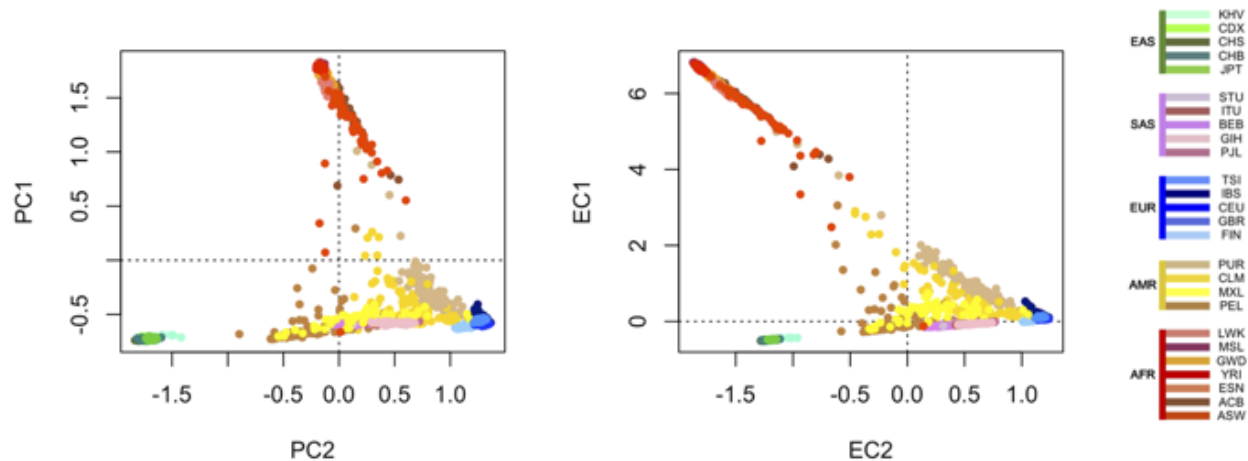 PC1
1.5
1.0
0.5
-0.5
-1.5
-0.5
0.0
0.5
1.0
PC2
EC1
6
4
2
0
-1.5
-0.5
0.0
0.5
1.0
EC2
EAS
KHV
CDX
CHS
CHB
JPT
SAS
STU
ITU
BEB
GIH
PJL
EUR
TSI
IBS
CEU
GBR
FIN
AMR
PUR
CLM
MXL
PEL
AFR
LWK
MSL
GWD
YRI
ESN
ACB
ASW